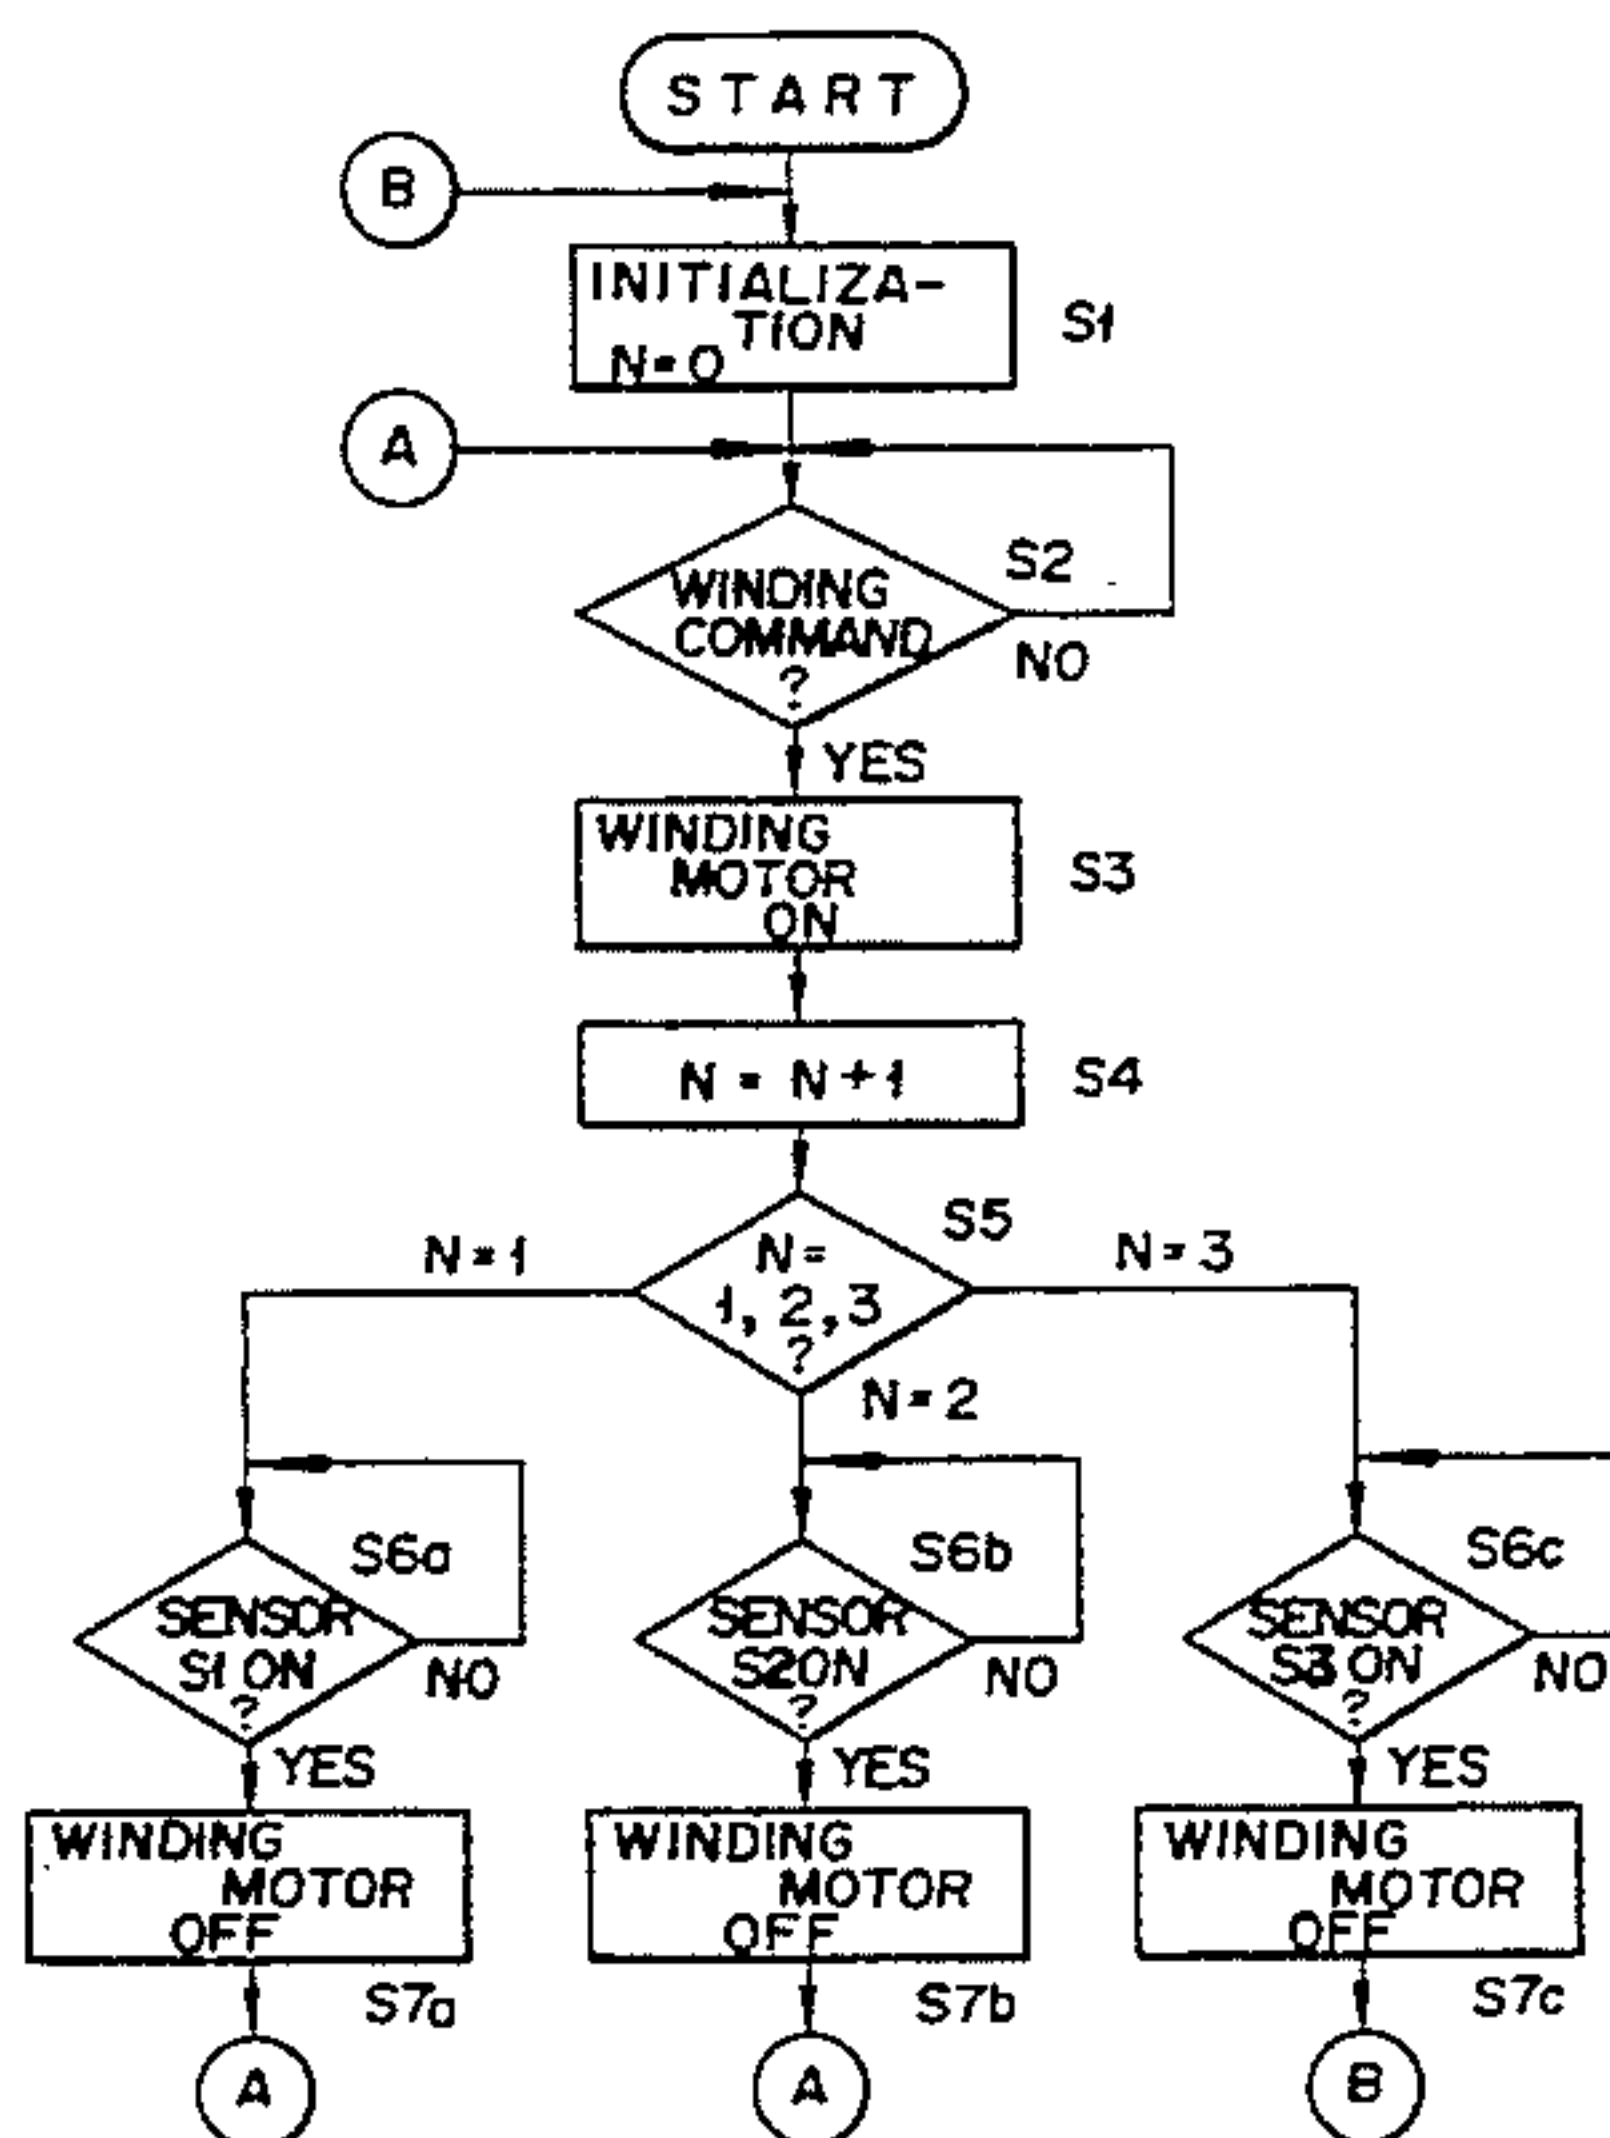 START
B
INITIALIZA-
TION
N=0
S1
A
S2
WINDING
COMMAND
?
NO
YES
WINDING
MOTOR
ON
S3
N = N+1
S4
S5
N=1
N=
1, 2, 3
?
N=3
N=2
S6a
SENSOR
S1 ON
?
NO
YES
S6b
SENSOR
S2 ON
?
NO
YES
S6c
SENSOR
S3 ON
?
NO
YES
WINDING
MOTOR
OFF
S7a
WINDING
MOTOR
OFF
S7b
WINDING
MOTOR
OFF
S7c
A
A
B